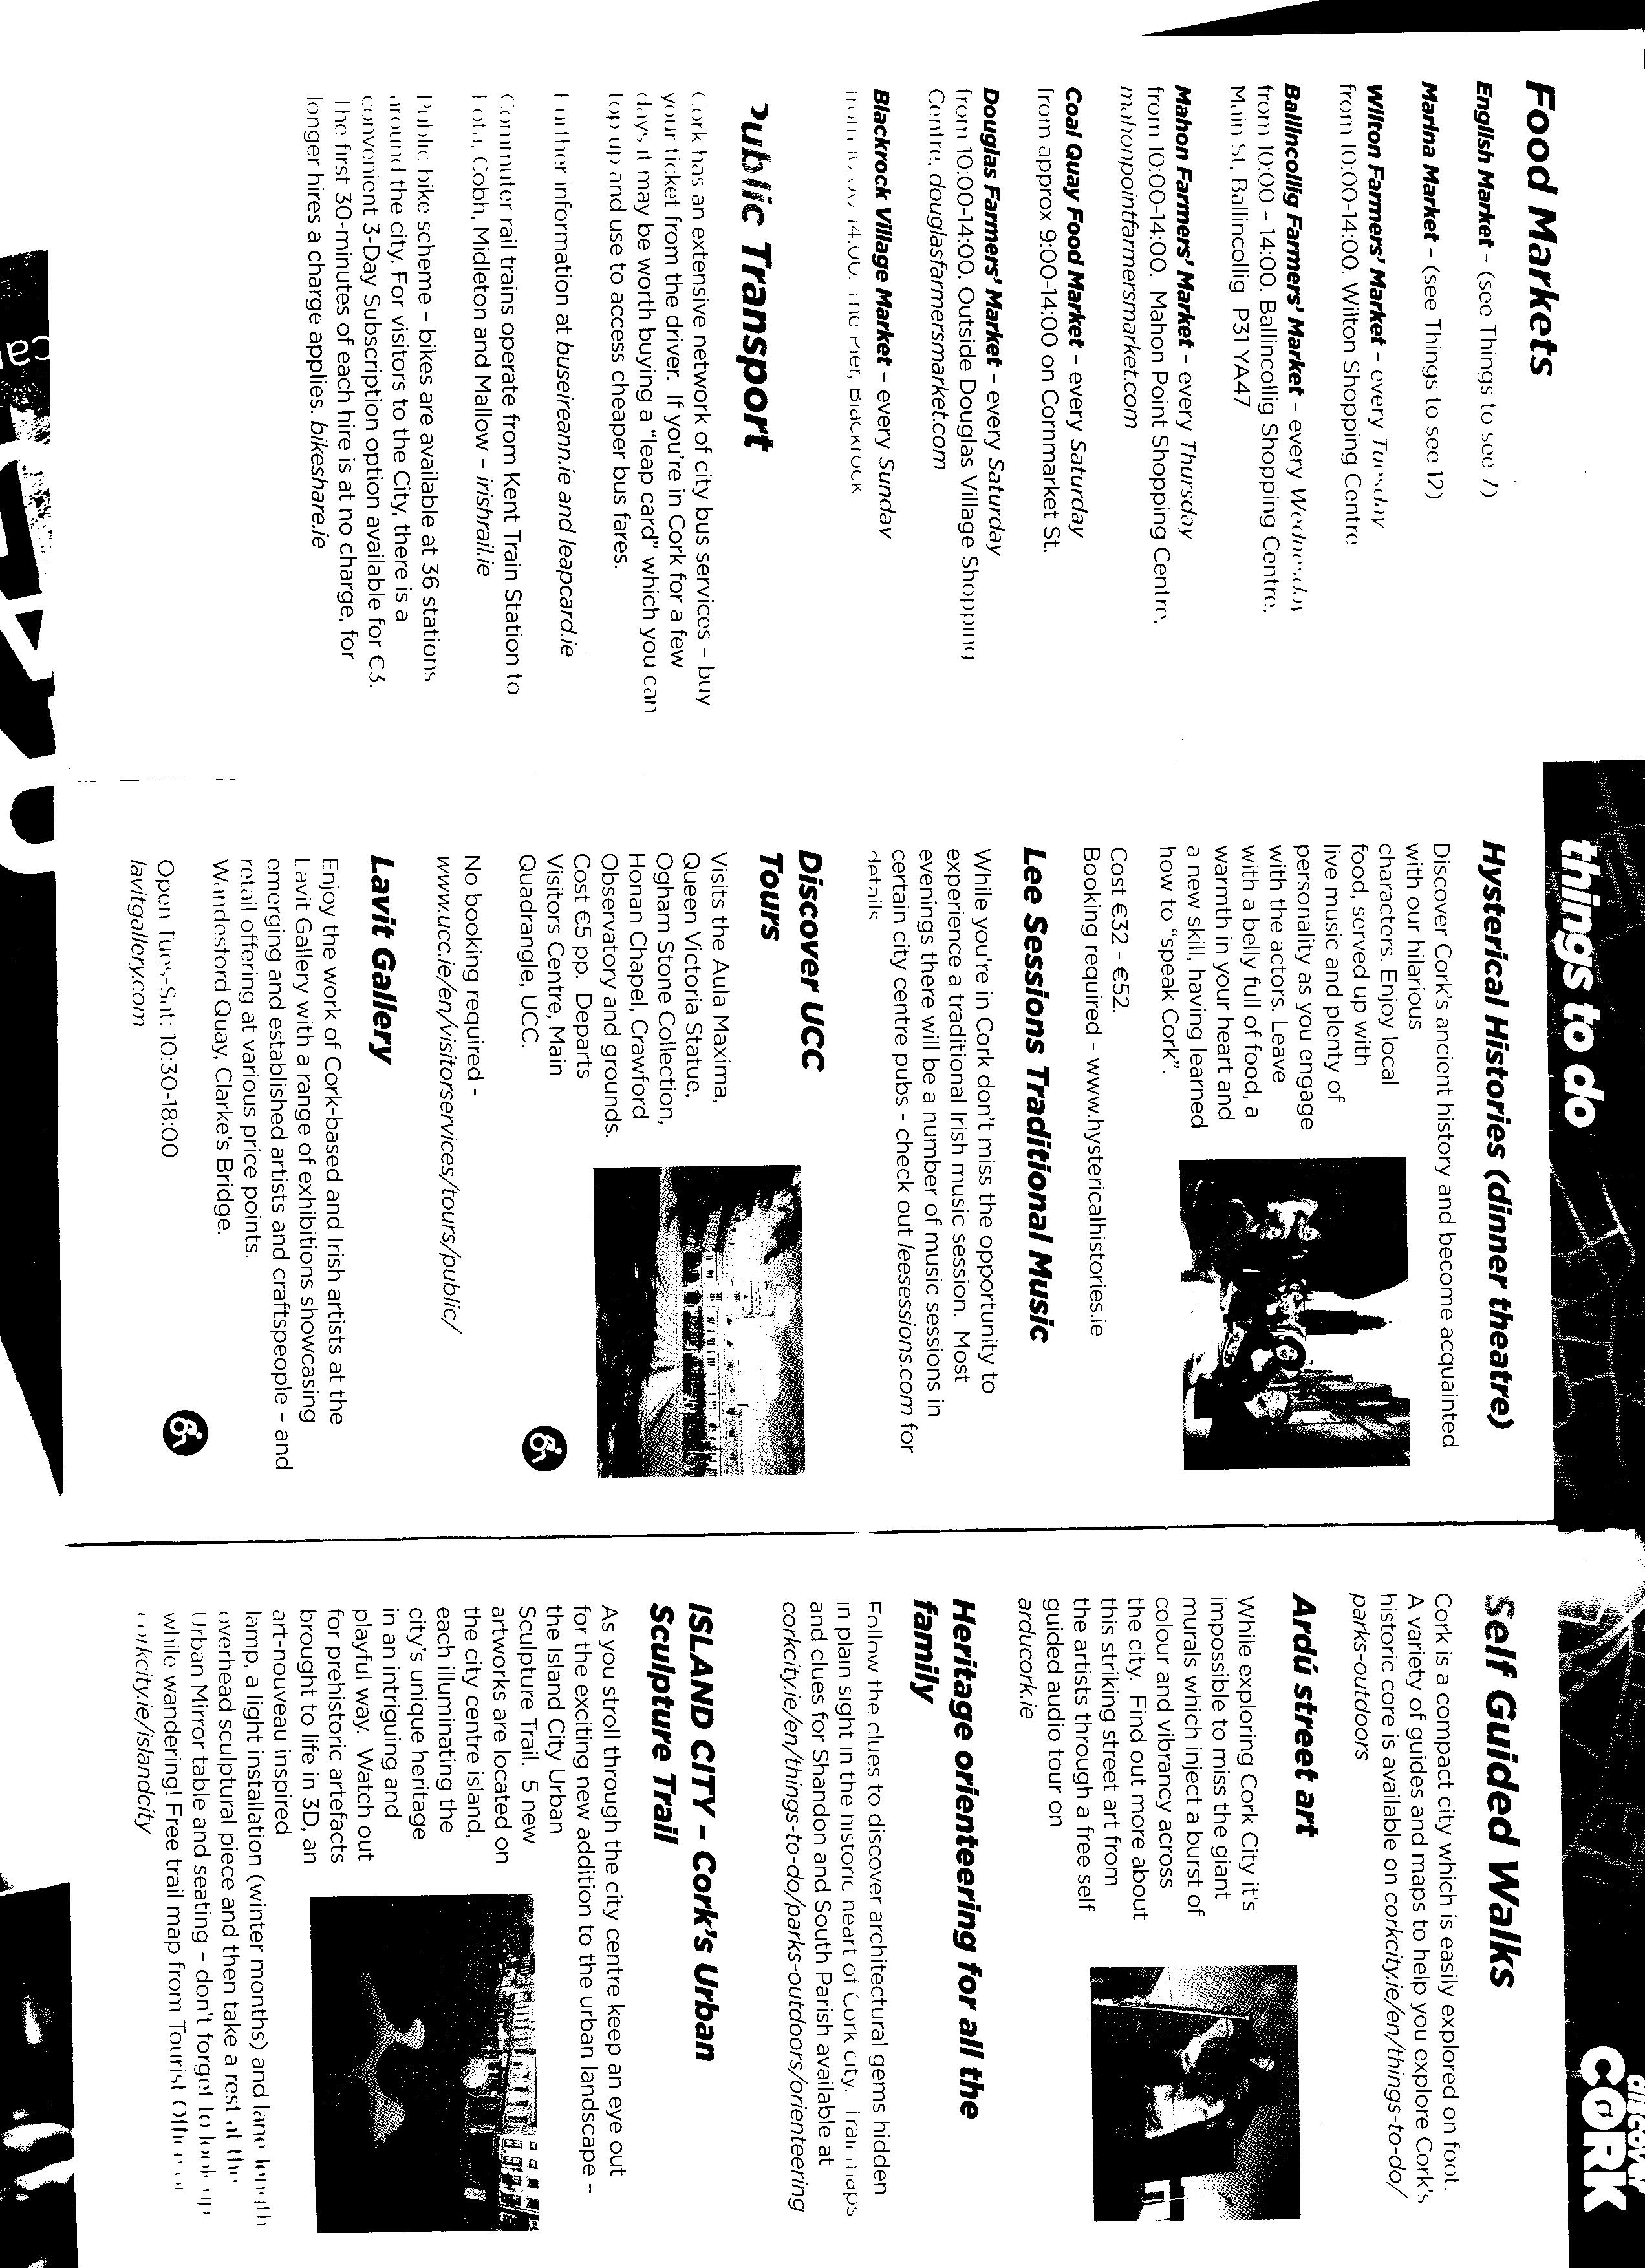 Food Markets
English Market – (see Things to see 7)
Marina Market – (see Things to see 12)
Wilton Farmers' Market – every Tuesday
from 10:00-14:00. Wilton Shopping Centre
Ballincollig Farmers' Market – every Wednesday
from 10:00 – 14:00. Ballincollig Shopping Centre,
Main St, Ballincollig P31 YA47
Mahon Farmers' Market – every Thursday
from 10:00-14:00. Mahon Point Shopping Centre,
mahonpointfarmersmarket.com
Coal Quay Food Market – every Saturday
from approx 9:00-14:00 on Cornmarket St.
Douglas Farmers' Market – every Saturday
from 10:00-14:00. Outside Douglas Village Shopping
Centre, douglasfarmersmarket.com
Blackrock Village Market – every Sunday
from 10:00 14:00. The Pier, Blackrock
Public Transport
Cork has an extensive network of city bus services – buy
your ticket from the driver. If you're in Cork for a few
days it may be worth buying a "leap card" which you can
top up and use to access cheaper bus fares.
Further information at buseireann.ie and leapcard.ie
Commuter rail trains operate from Kent Train Station to
Fota, Cobh, Midleton and Mallow – irishrail.ie
Public bike scheme – bikes are available at 36 stations
around the city. For visitors to the City, there is a
convenient 3-Day Subscription option available for €3.
The first 30-minutes of each hire is at no charge, for
longer hires a charge applies. bikeshare.ie
things to do
Hysterical Histories (dinner theatre)
Discover Cork's ancient history and become acquainted
with our hilarious
characters. Enjoy local
food, served up with
live music and plenty of
personality as you engage
with the actors. Leave
with a belly full of food, a
warmth in your heart and
a new skill, having learned
how to "speak Cork".
Cost €32 - €52.
Booking required - www.hystericalhistories.ie
Lee Sessions Traditional Music
While you're in Cork don't miss the opportunity to
experience a traditional Irish music session. Most
evenings there will be a number of music sessions in
certain city centre pubs - check out leesessions.com for
details
Discover UCC
Tours
Visits the Aula Maxima,
Queen Victoria Statue,
Ogham Stone Collection,
Honan Chapel, Crawford
Observatory and grounds.
Cost €5 pp. Departs
Visitors Centre, Main
Quadrangle, UCC.
No booking required -
www.ucc.ie/en/visitorservices/tours/public/
Lavit Gallery
Enjoy the work of Cork-based and Irish artists at the
Lavit Gallery with a range of exhibitions showcasing
emerging and established artists and craftspeople – and
retail offering at various price points.
Wandesford Quay, Clarke's Bridge.
Open Tues-Sat: 10:30-18:00
lavitgallery.com
discover
CORK
Self Guided Walks
Cork is a compact city which is easily explored on foot.
A variety of guides and maps to help you explore Cork's
historic core is available on corkcity.ie/en/things-to-do/
parks-outdoors
Ardú street art
While exploring Cork City it's
impossible to miss the giant
murals which inject a burst of
colour and vibrancy across
the city. Find out more about
this striking street art from
the artists through a free self
guided audio tour on
arducork.ie
Heritage orienteering for all the
family
Follow the clues to discover architectural gems hidden
in plain sight in the historic heart of Cork city. Trail maps
and clues for Shandon and South Parish available at
corkcity.ie/en/things-to-do/parks-outdoors/orienteering
ISLAND CITY – Cork's Urban
Sculpture Trail
As you stroll through the city centre keep an eye out
for the exciting new addition to the urban landscape –
the Island City Urban
Sculpture Trail. 5 new
artworks are located on
the city centre island,
each illuminating the
city's unique heritage
in an intriguing and
playful way. Watch out
for prehistoric artefacts
brought to life in 3D, an
art-nouveau inspired
lamp, a light installation (winter months) and lane length
overhead sculptural piece and then take a rest at the
Urban Mirror table and seating – don't forget to look up
while wandering! Free trail map from Tourist Office or
corkcity.ie/islandcity